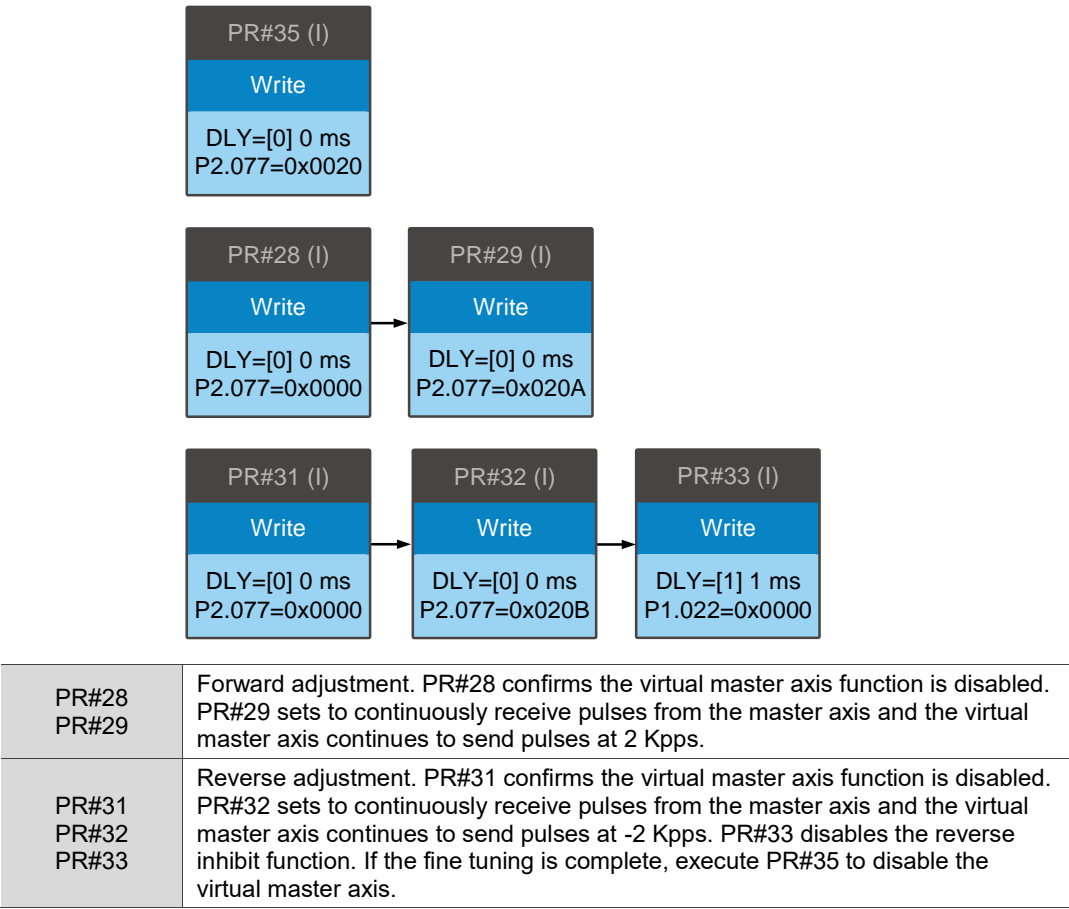 PR#35 (I)
Write
DLY=[0] 0 ms
P2.077=0x0020
PR#28 (I)
Write
DLY=[0] 0 ms
P2.077=0x0000
PR#29 (I)
Write
DLY=[0] 0 ms
P2.077=0x020A
PR#31 (I)
Write
DLY=[0] 0 ms
P2.077=0x0000
PR#32 (I)
Write
DLY=[0] 0 ms
P2.077=0x020B
PR#33 (I)
Write
DLY=[1] 1 ms
P1.022=0x0000
PR#28
PR#29
Forward adjustment. PR#28 confirms the virtual master axis function is disabled.
PR#29 sets to continuously receive pulses from the master axis and the virtual
master axis continues to send pulses at 2 Kpps.
PR#31
PR#32
PR#33
Reverse adjustment. PR#31 confirms the virtual master axis function is disabled.
PR#32 sets to continuously receive pulses from the master axis and the virtual
master axis continues to send pulses at -2 Kpps. PR#33 disables the reverse
inhibit function. If the fine tuning is complete, execute PR#35 to disable the
virtual master axis.